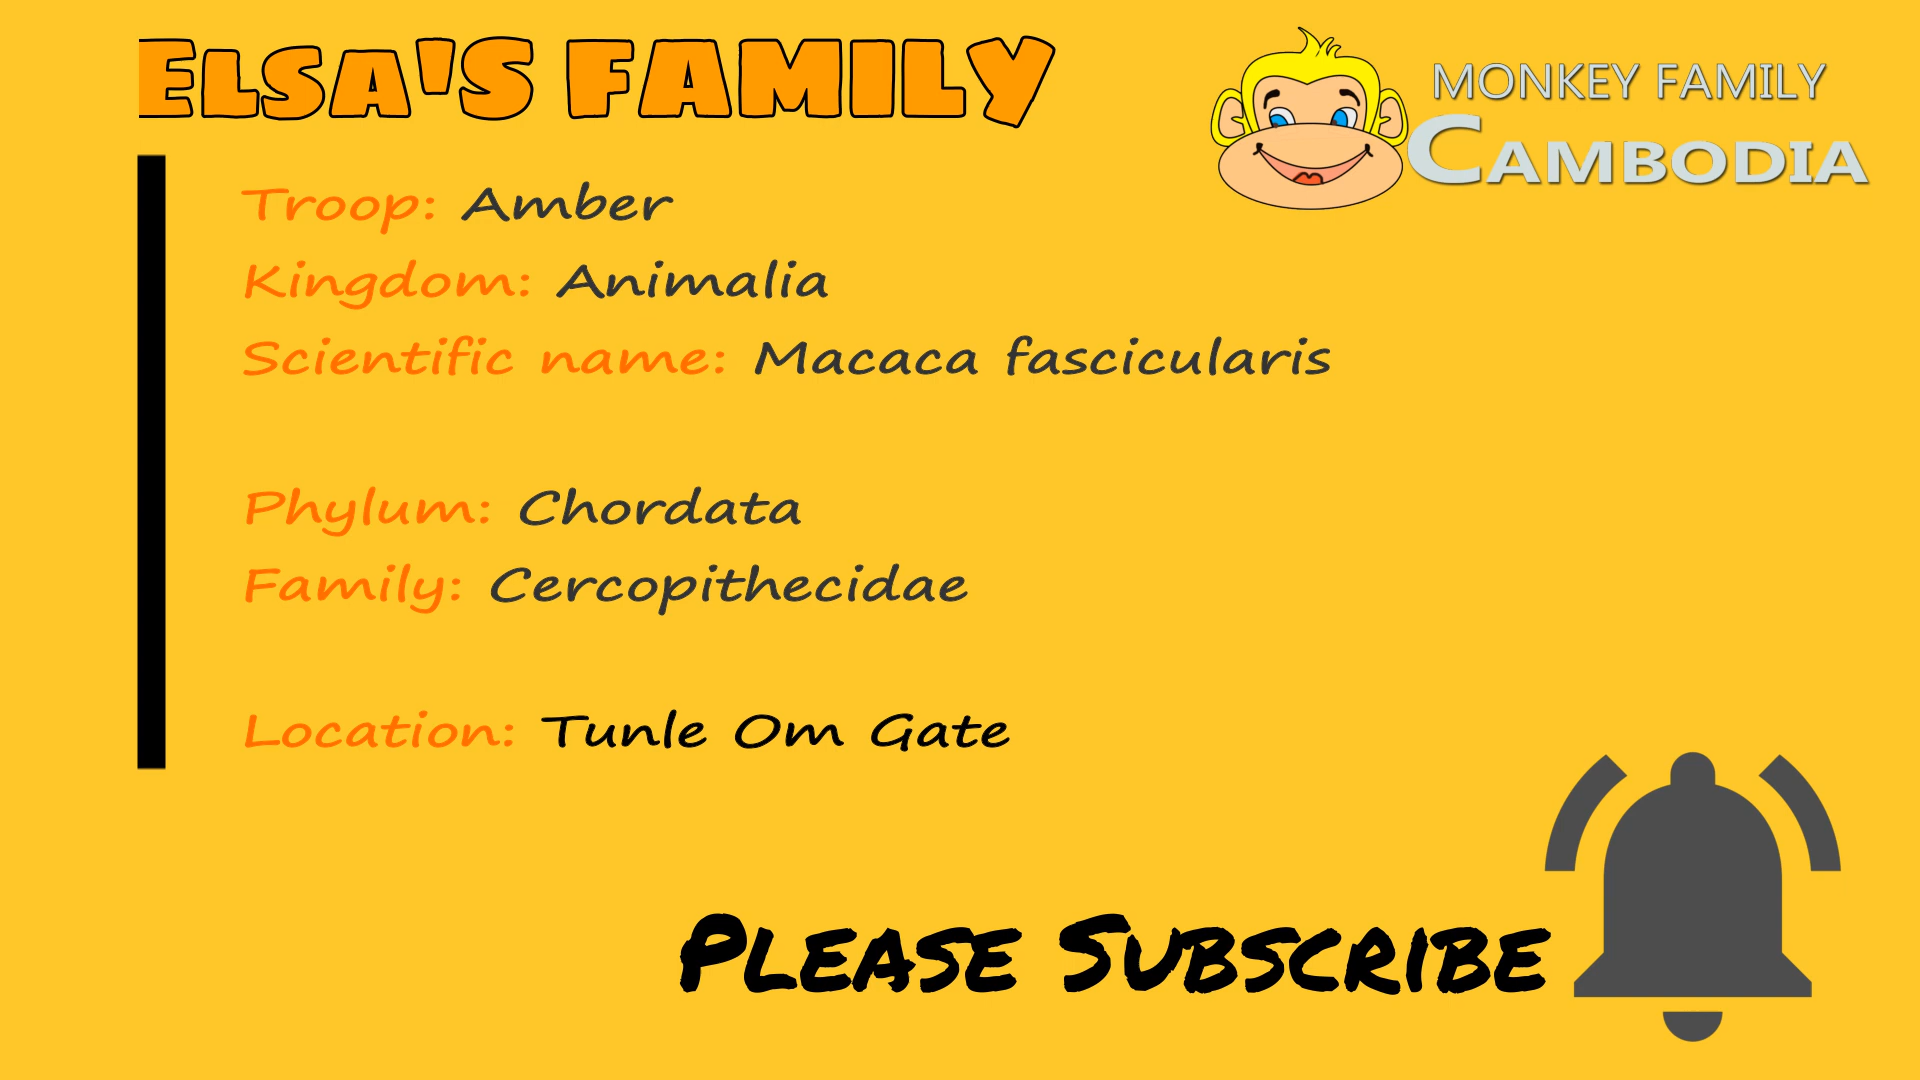 Elsa'S FAMILY
MONKEY FAMILY
CAMBODIA
Troop: Amber
Kingdom: Animalia
Scientific name: Macaca fascicularis
Phylum: Chordata
Family: Cercopithecidae
Location: Tunle Om Gate
PLEASE SUBSCRIBE